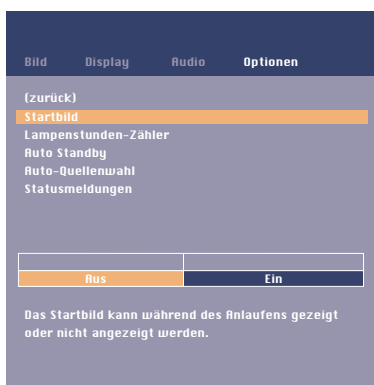 Bild Display Audio Optionen
(zurück)
Startbild
Lampenstunden-Zähler
Auto Standby
Auto-Quellenwahl
Statusmeldungen
Aus Ein
Das Startbild kann während des Anlaufens gezeigt
oder nicht angezeigt werden.